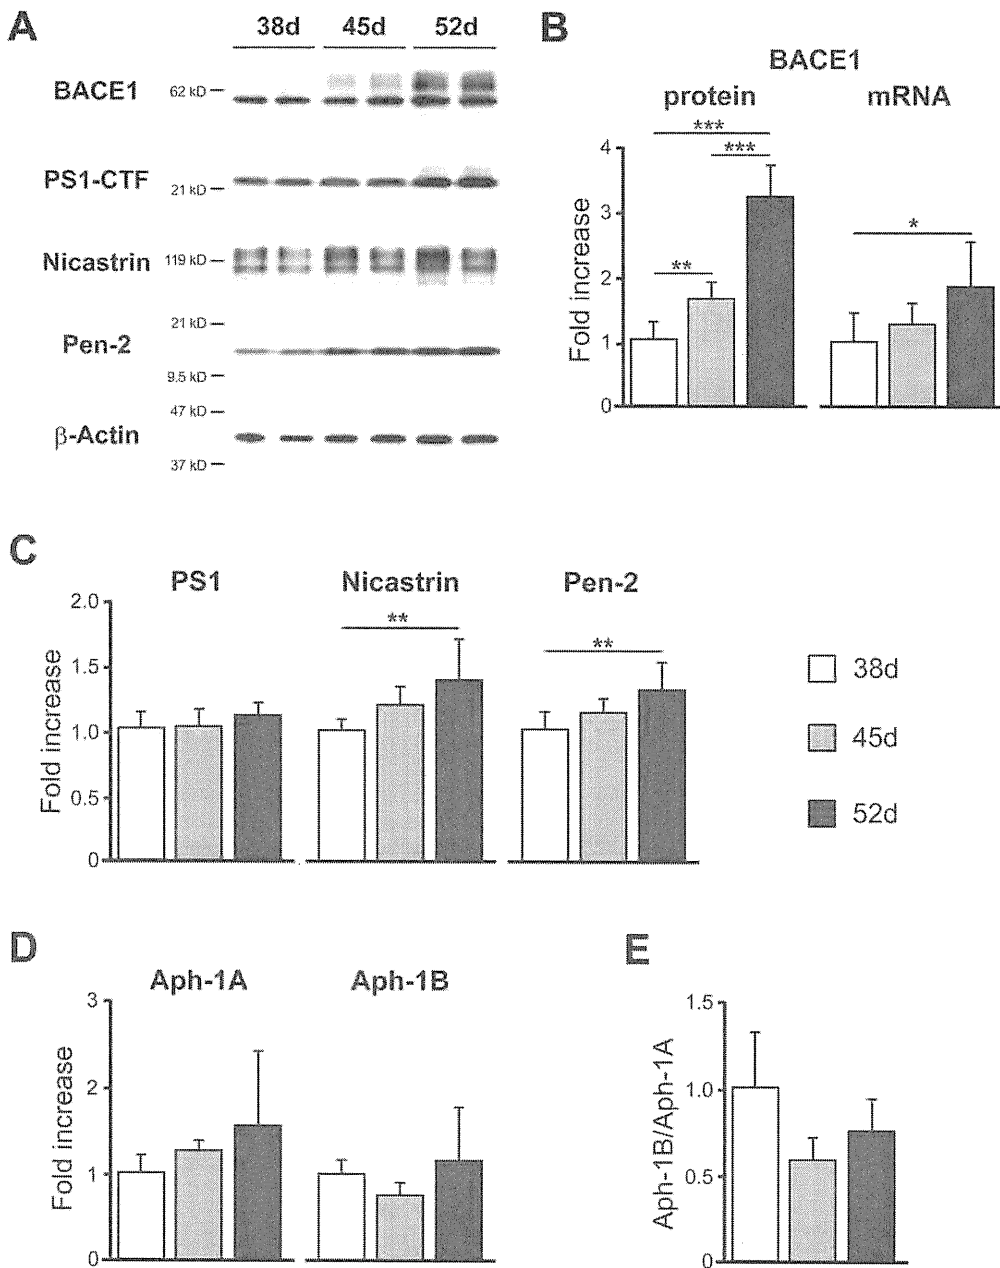 A
38d 45d 52d
BACE1
62 kD
PS1-CTF
21 kD
Nicastrin
119 kD
21 kD
Pen-2
9.5 kD
47 kD
β-Actin
37 kD
B
BACE1
protein mRNA
***
***
**
*
Fold increase
4
3
2
1
0
C
PS1 Nicastrin Pen-2
**
**
Fold increase
2.0
1.5
1.0
0.5
0
38d
45d
52d
D
Aph-1A Aph-1B
Fold increase
3
2
1
0
E
Aph-1B/Aph-1A
1.5
1.0
0.5
0